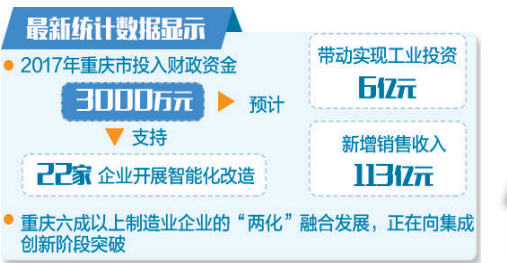 最新统计数据显示
2017年重庆市投入财政资金
3000万元
预计
支持
22家 企业开展智能化改造
带动实现工业投资
6亿元
新增销售收入
113亿元
重庆六成以上制造业企业的“两化”融合发展，正在向集成
创新阶段突破